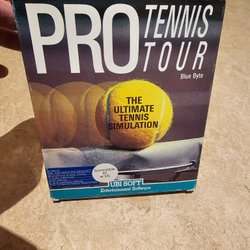 PRO TENNIS
TOUR
Blue Byte
THE
ULTIMATE
TENNIS
SIMULATION
UBI SOFT
Entertainment Software